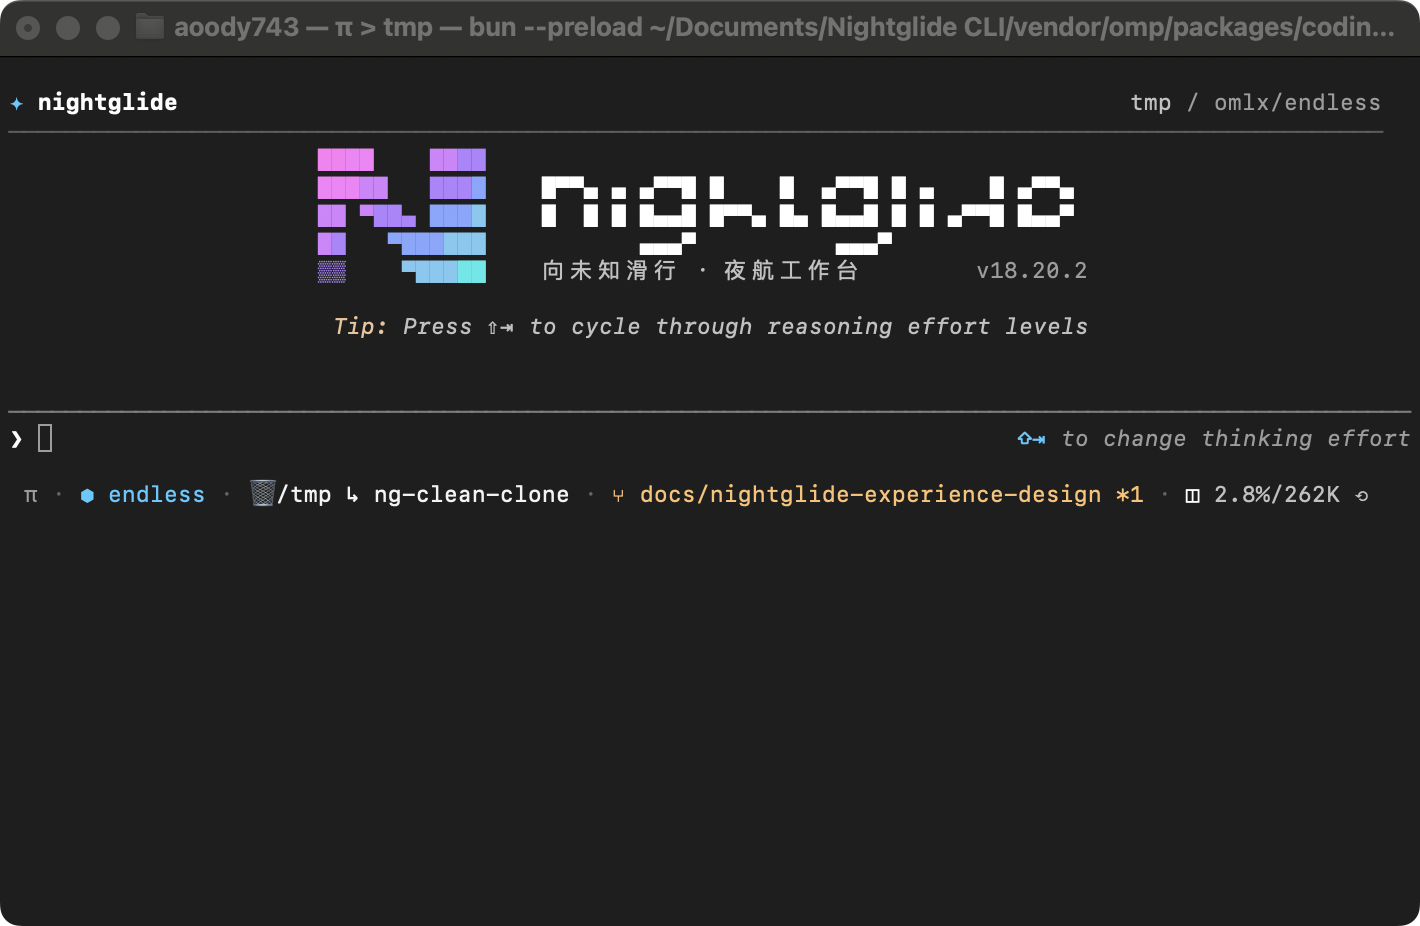 aoody743 — π > tmp — bun --preload ~/Documents/Nightglide CLI/vendor/omp/packages/codin...
✦ nightglide tmp / omlx/endless
nightglide
向未知滑行 · 夜航工作台 v18.20.2
Tip: Press ⇧⇥ to cycle through reasoning effort levels
❯ ⇧⇥ to change thinking effort
π · ⬢ endless · 🗑/tmp ↳ ng-clean-clone · ⑂ docs/nightglide-experience-design *1 · ◫ 2.8%/262K ⟲